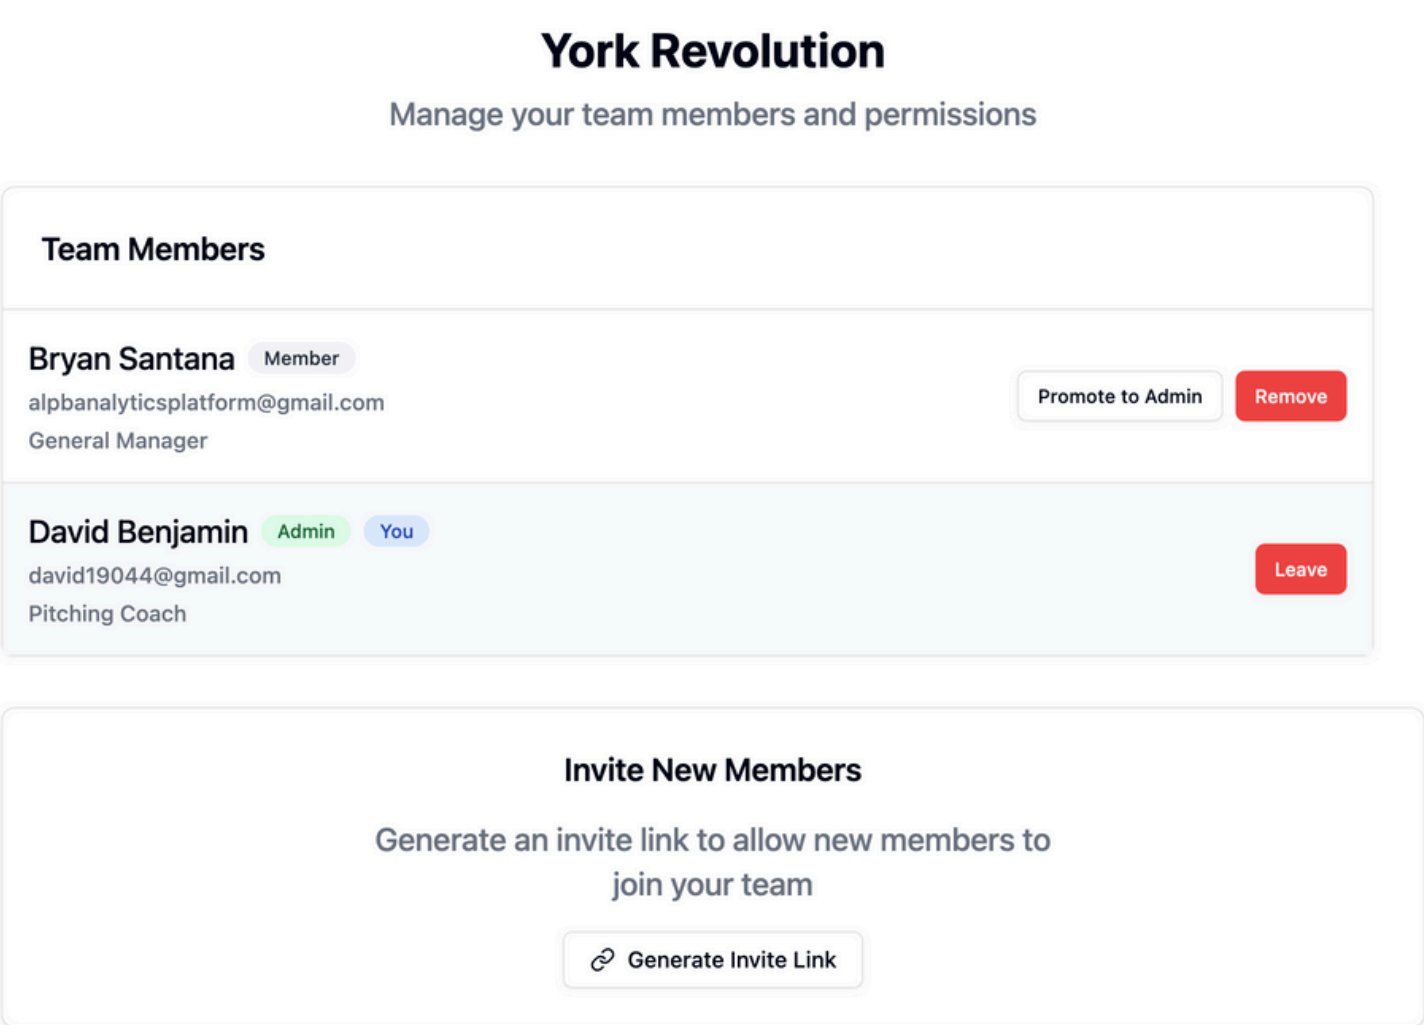 York Revolution
Manage your team members and permissions
Team Members
Bryan Santana Member
alpbanalyticsplatform@gmail.com
General Manager
Promote to Admin Remove
David Benjamin Admin You
david19044@gmail.com
Pitching Coach
Leave
Invite New Members
Generate an invite link to allow new members to
join your team
Generate Invite Link